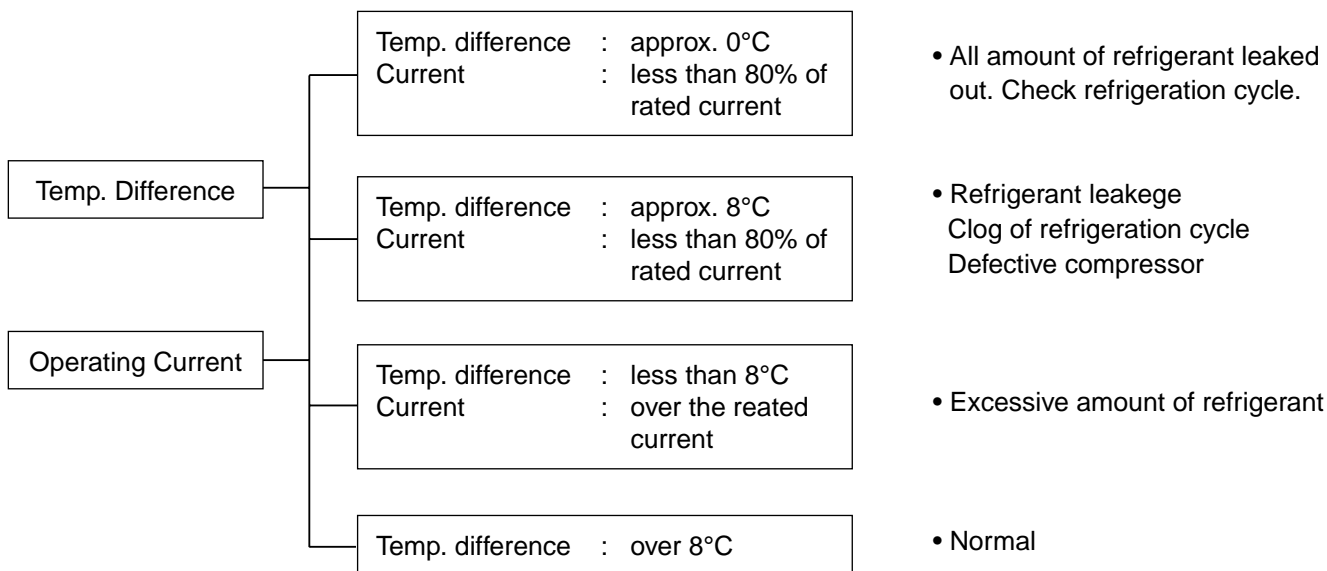 Temp. difference : approx. 0°C
Current : less than 80% of
rated current
• All amount of refrigerant leaked
out. Check refrigeration cycle.
Temp. Difference
Temp. difference : approx. 8°C
Current : less than 80% of
rated current
• Refrigerant leakege
Clog of refrigeration cycle
Defective compressor
Operating Current
Temp. difference : less than 8°C
Current : over the reated
current
• Excessive amount of refrigerant
Temp. difference : over 8°C
• Normal